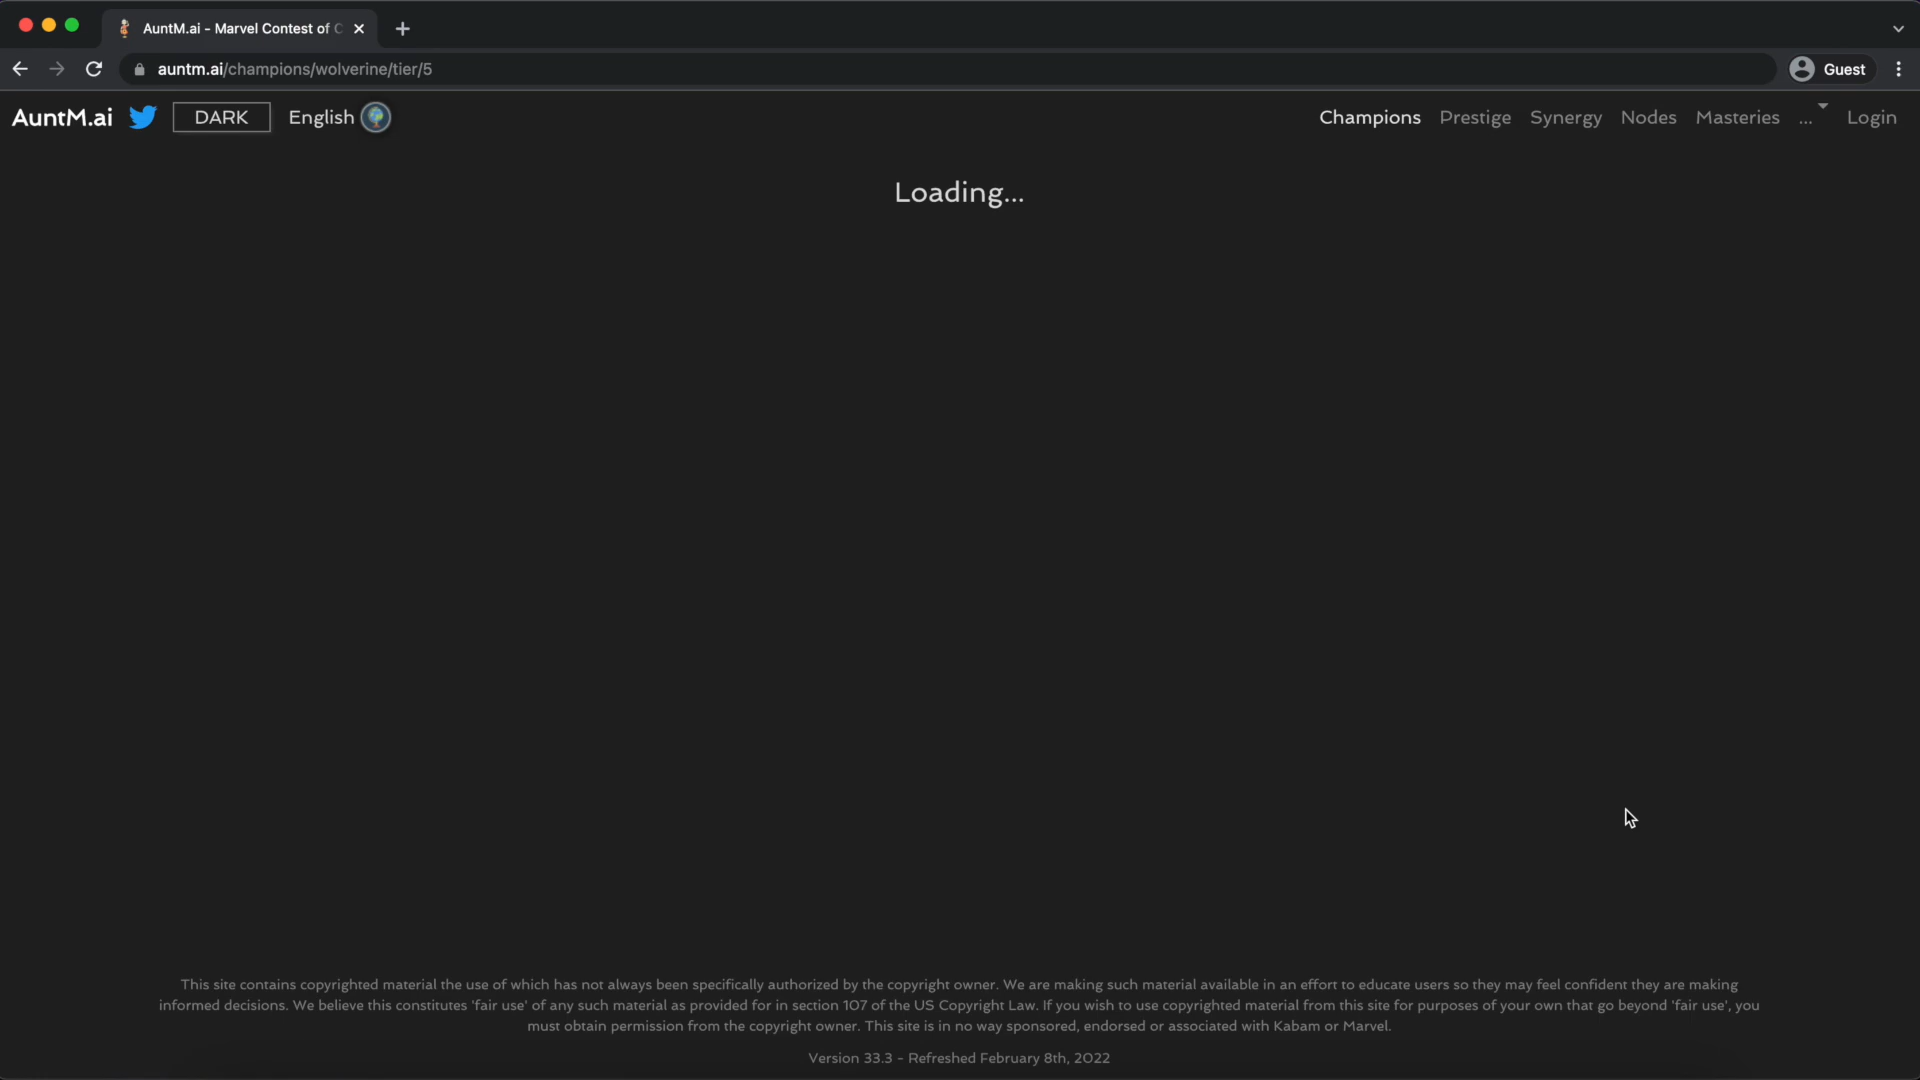 AuntM.ai - Marvel Contest of C
auntm.ai/champions/wolverine/tier/5
Guest
AuntM.ai DARK English Champions Prestige Synergy Nodes Masteries ... Login
Loading...
This site contains copyrighted material the use of which has not always been specifically authorized by the copyright owner. We are making such material available in an effort to educate users so they may feel confident they are making
informed decisions. We believe this constitutes 'fair use' of any such material as provided for in section 107 of the US Copyright Law. If you wish to use copyrighted material from this site for purposes of your own that go beyond 'fair use', you
must obtain permission from the copyright owner. This site is in no way sponsored, endorsed or associated with Kabam or Marvel.
Version 33.3 - Refreshed February 8th, 2022